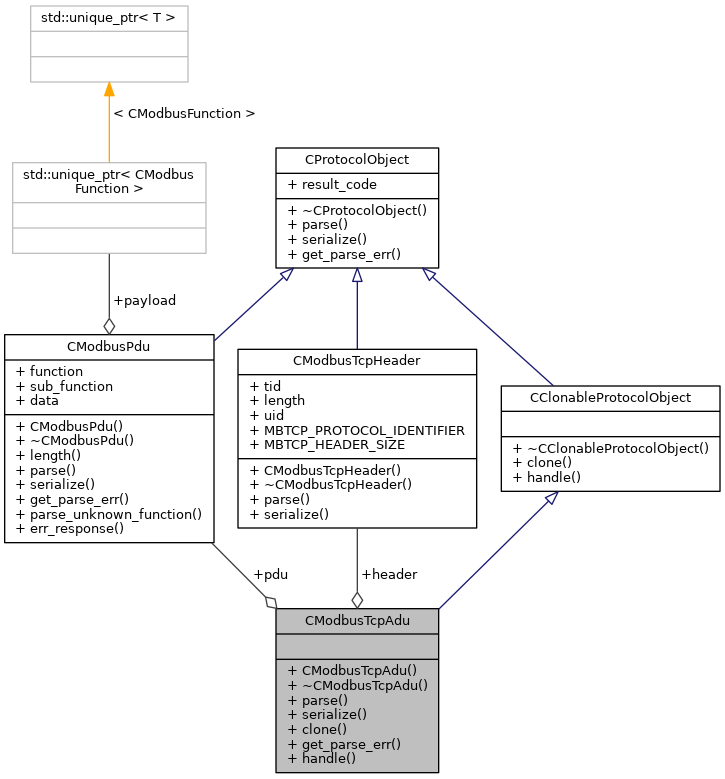 std::unique_ptr< T >
< CModbusFunction >
std::unique_ptr< CModbus
Function >
+payload
CProtocolObject
+ result_code
+ ~CProtocolObject()
+ parse()
+ serialize()
+ get_parse_err()
CModbusPdu
+ function
+ sub_function
+ data
+ CModbusPdu()
+ ~CModbusPdu()
+ length()
+ parse()
+ serialize()
+ get_parse_err()
+ parse_unknown_function()
+ err_response()
CModbusTcpHeader
+ tid
+ length
+ uid
+ MBTCP_PROTOCOL_IDENTIFIER
+ MBTCP_HEADER_SIZE
+ CModbusTcpHeader()
+ ~CModbusTcpHeader()
+ parse()
+ serialize()
CClonableProtocolObject
+ ~CClonableProtocolObject()
+ clone()
+ handle()
+pdu
+header
CModbusTcpAdu
+ CModbusTcpAdu()
+ ~CModbusTcpAdu()
+ parse()
+ serialize()
+ clone()
+ get_parse_err()
+ handle()